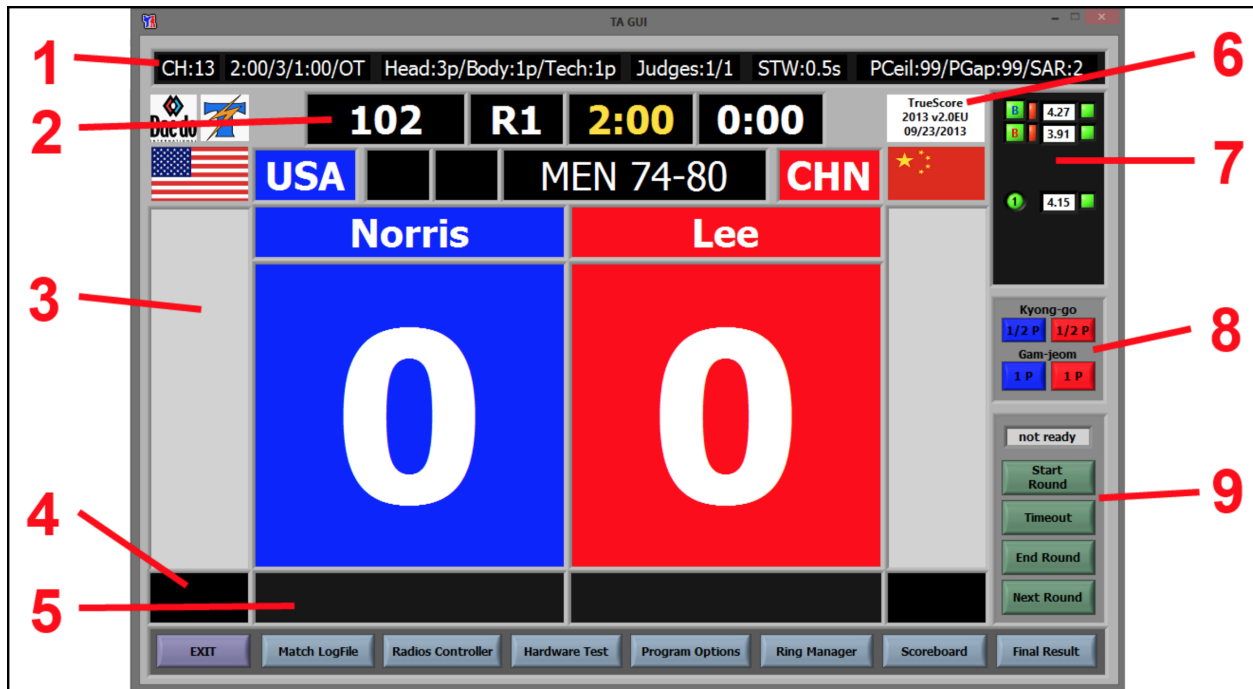 TA GUI
1
CH:13 2:00/3/1:00/OT Head:3p/Body:1p/Tech:1p Judges:1/1 STW:0.5s PCeil:99/PGap:99/SAR:2
6
2
Dae do
INTERNATIONAL
T
102 R1 2:00 0:00
TrueScore
2013 v2.0EU
09/23/2013
B 4.27
B 3.91
7
USA MEN 74-80 CHN
1 4.15
Norris Lee
3
0 0
Kyong-go
1/2 P 1/2 P
8
Gam-jeom
1 P 1 P
not ready
Start
Round
9
Timeout
4
End Round
5
Next Round
EXIT Match LogFile Radios Controller Hardware Test Program Options Ring Manager Scoreboard Final Result